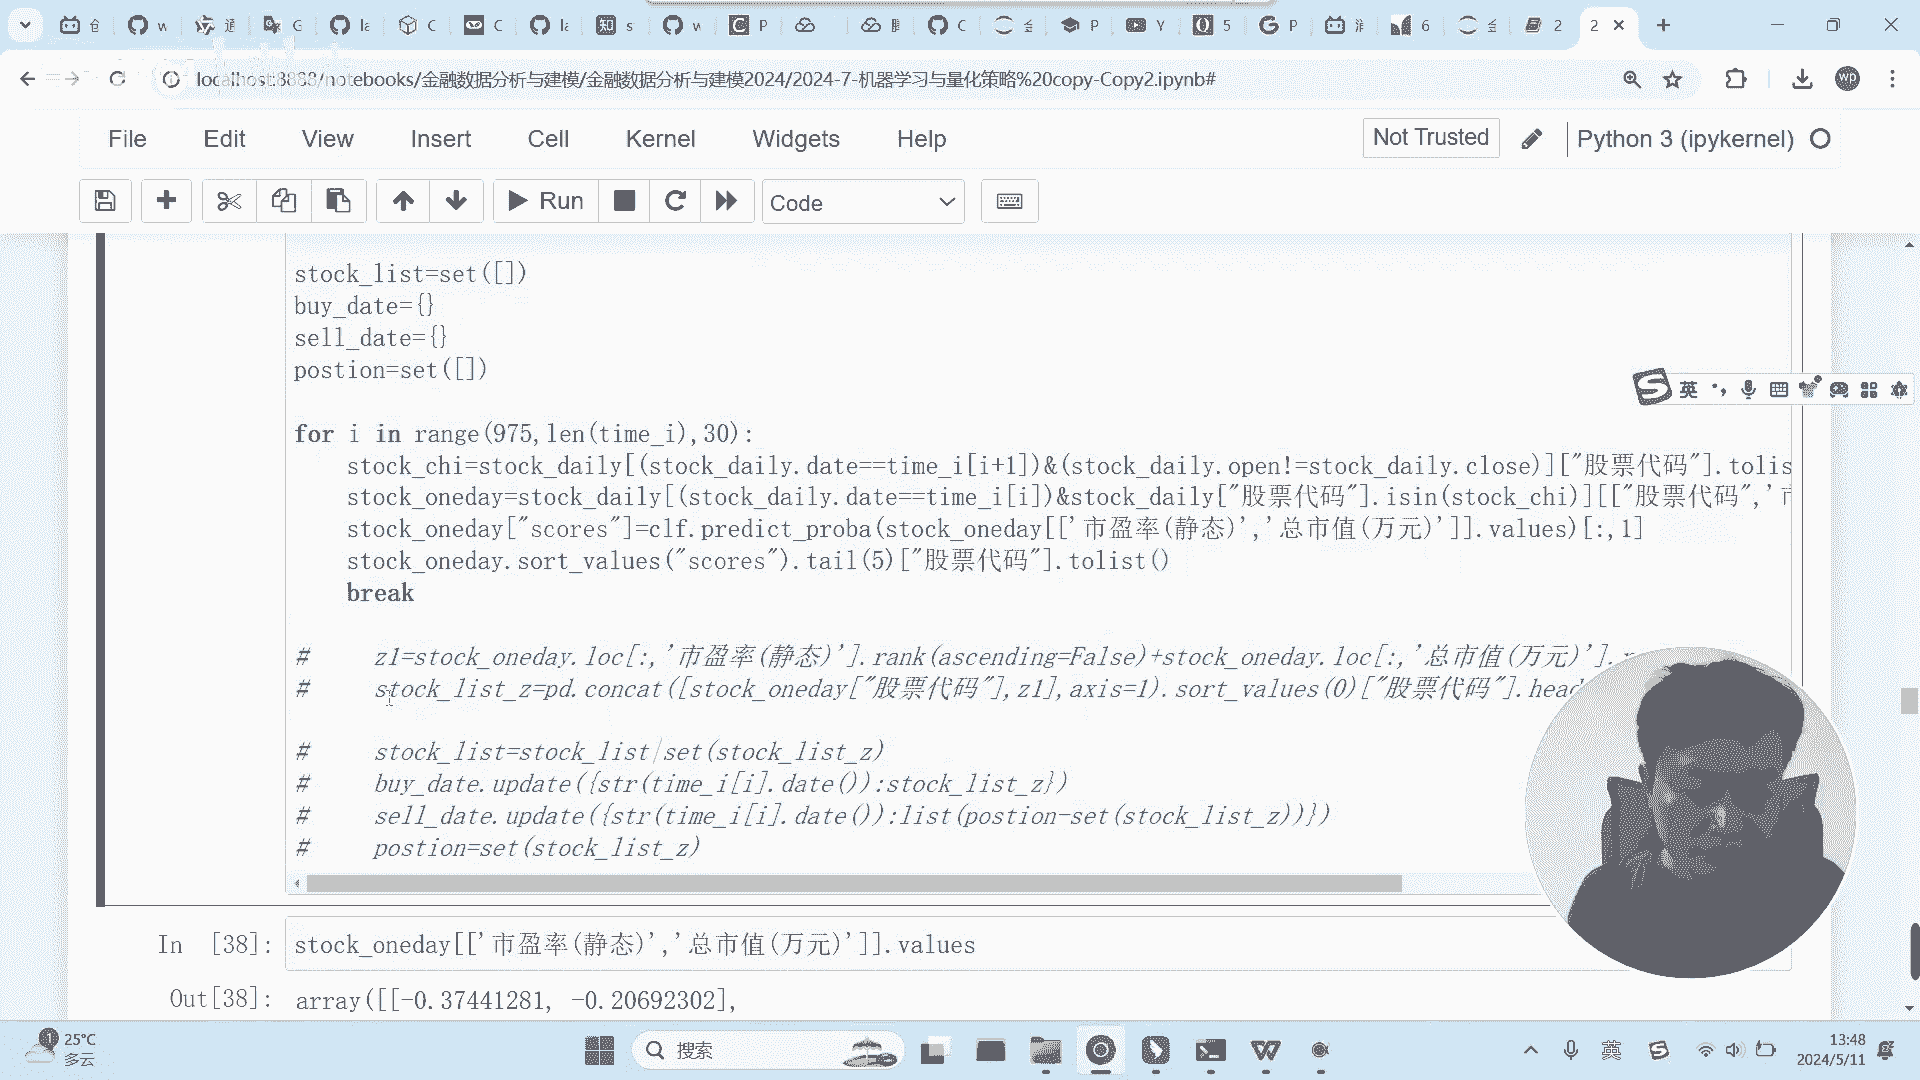 localhost:8888/notebooks/金融数据分析与建模/金融数据分析与建模2024/2024-7-机器学习与量化策略%20copy-Copy2.ipynb#
wp
File Edit View Insert Cell Kernel Widgets Help
Not Trusted
Python 3 (ipykernel)
Run
Code
stock_list=set([])
buy_date={}
sell_date={}
postion=set([])
for i in range(975,len(time_i),30):
stock_chi=stock_daily[(stock_daily.date==time_i[i+1])&(stock_daily.open!=stock_daily.close)]["股票代码"].tolis
stock_oneday=stock_daily[(stock_daily.date==time_i[i])&stock_daily["股票代码"].isin(stock_chi)][["股票代码",'市
stock_oneday["scores"]=clf.predict_proba(stock_oneday[['市盈率(静态)','总市值(万元)']].values)[:,1]
stock_oneday.sort_values("scores").tail(5)["股票代码"].tolist()
break
# z1=stock_oneday.loc[:,'市盈率(静态)'].rank(ascending=False)+stock_oneday.loc[:,'总市值(万元)'].
# stock_list_z=pd.concat([stock_oneday["股票代码"],z1],axis=1).sort_values(0)["股票代码"].head
# stock_list=stock_list|set(stock_list_z)
# buy_date.update({str(time_i[i].date()):stock_list_z})
# sell_date.update({str(time_i[i].date()):list(postion-set(stock_list_z))})
# postion=set(stock_list_z)
In [38]: stock_oneday[['市盈率(静态)','总市值(万元)']].values
Out[38]: array([[-0.37441281, -0.20692302],
英
25°C
多云
搜索
英
13:48
2024/5/11